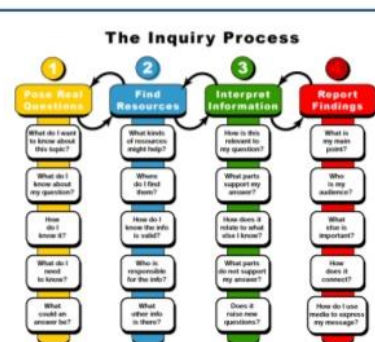 The Inquiry Process
1
2
3
Pose Real
Questions
Find
Resources
Interpret
Information
Report
Findings
What do I want
to know about
this topic?
What do I
know about
my question?
How
do I
know it?
What do I
need
to know?
What
could an
answer be?
What kinds
of resources
might help?
Where
do I find
them?
How do I
know the info
is valid?
Who is
responsible
for the info?
What
other info
is there?
How is this
relevant to
my question?
What parts
support my
answer?
How does it
relate to what
else I know?
What parts
do not support
my answer?
Does it
raise new
questions?
What is
my main
point?
Who is
my
audience?
What
else is
important?
How
does it
connect?
How do I use
media to express
my message?